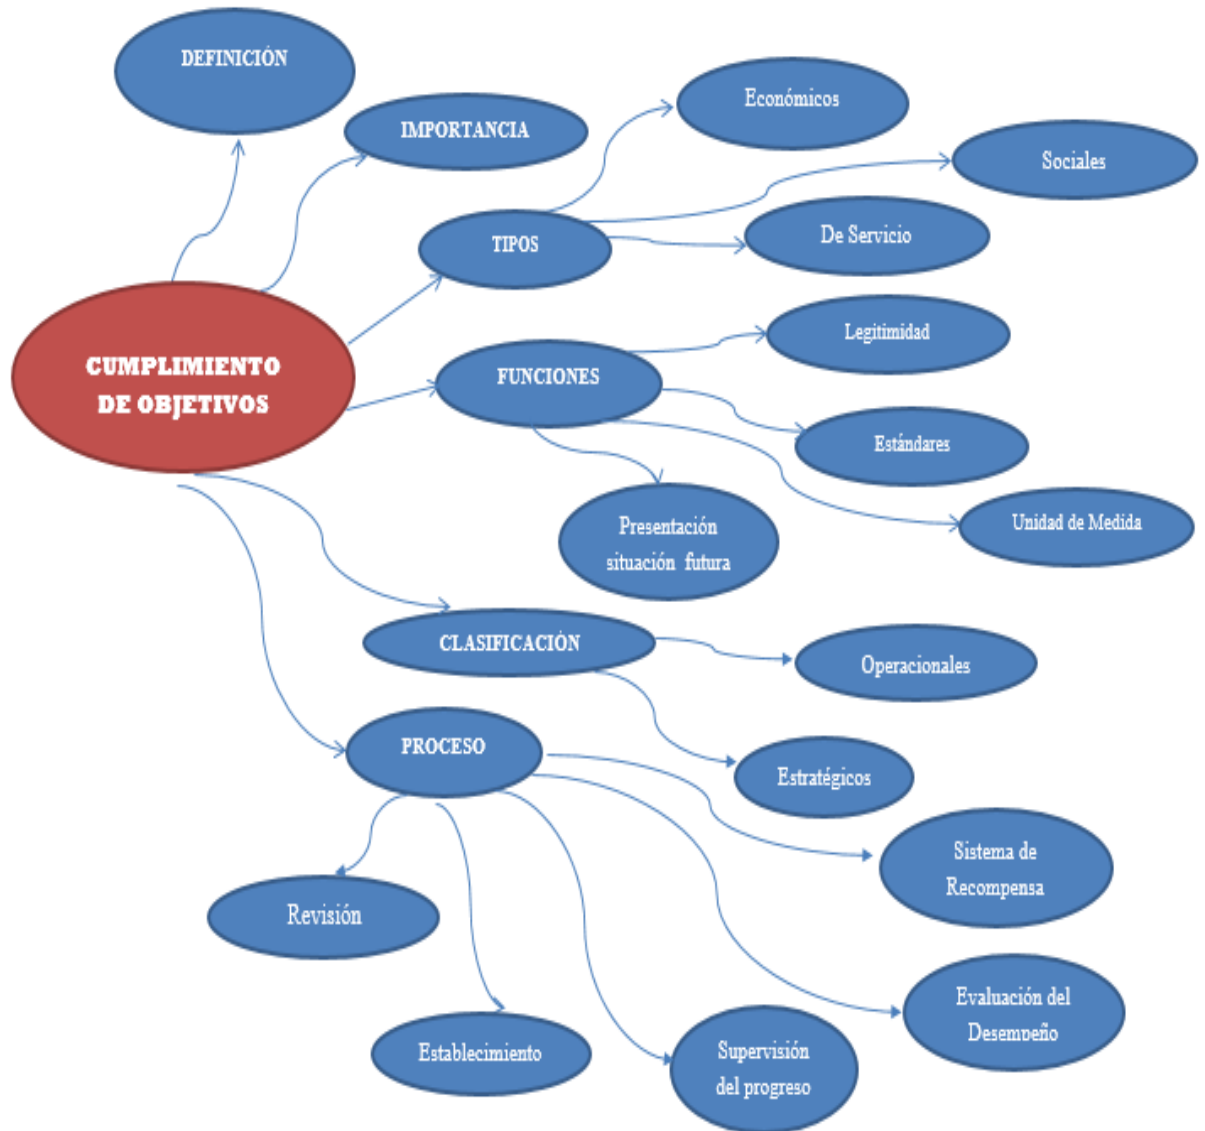 DEFINICIÓN
IMPORTANCIA
Económicos
Sociales
TIPOS
De Servicio
Legitimidad
CUMPLIMIENTO
DE OBJETIVOS
FUNCIONES
Estándares
Unidad de Medida
Presentación
situación futura
CLASIFICACIÓN
Operacionales
PROCESO
Estratégicos
Sistema de
Recompensa
Revisión
Evaluación del
Desempeño
Establecimiento
Supervisión
del progreso